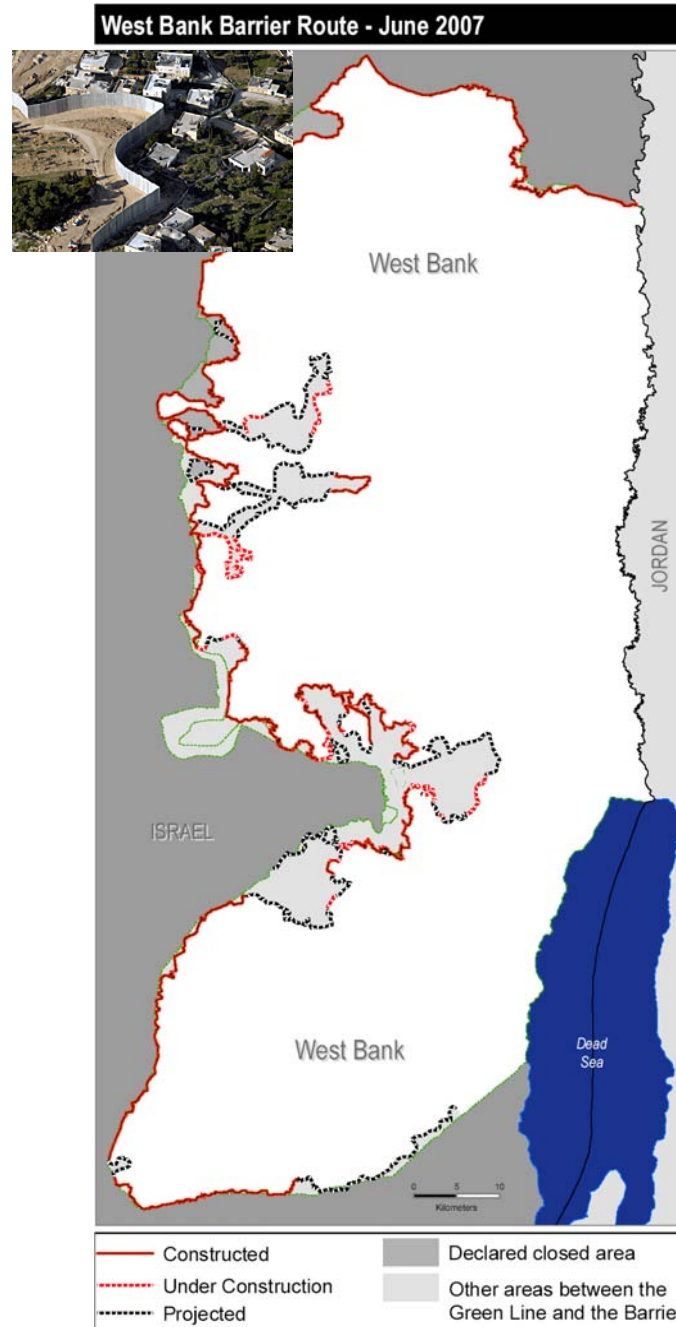 West Bank Barrier Route - June 2007
West Bank
JORDAN
ISRAEL
West Bank
Dead
Sea
0 5 10
Kilometers
Constructed
Under Construction
Projected
Declared closed area
Other areas between the
Green Line and the Barrie